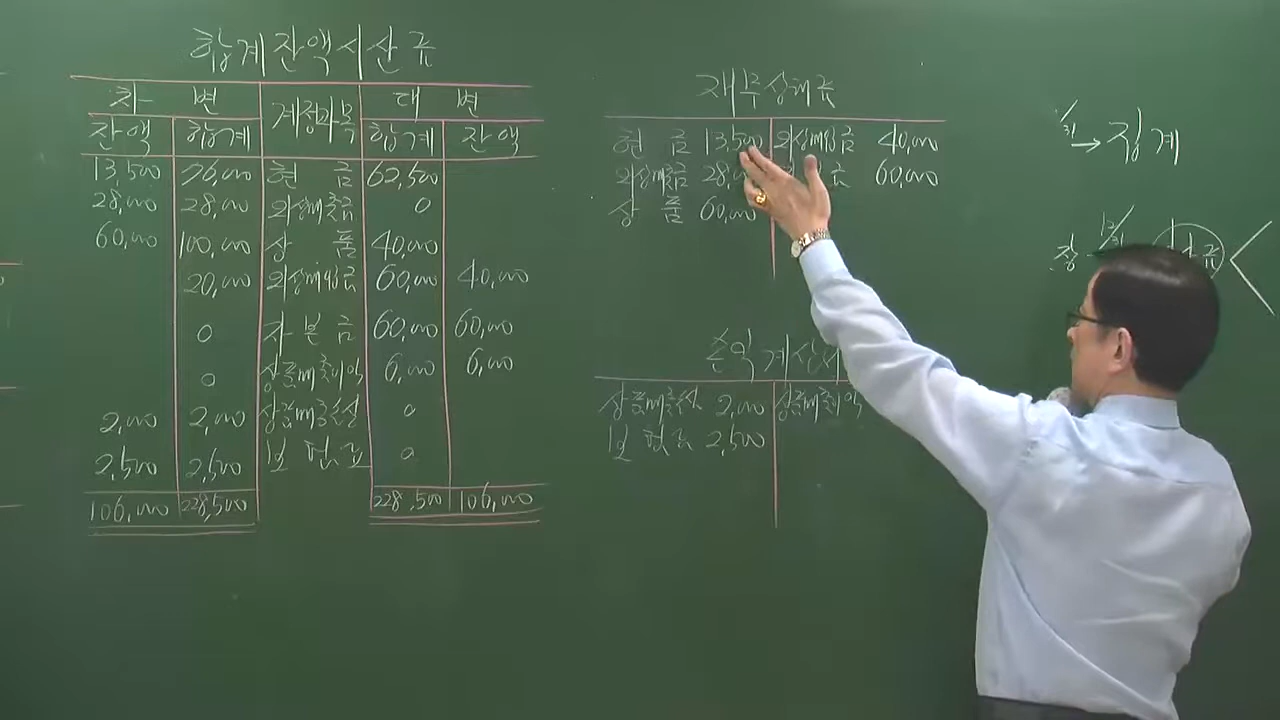 합계잔액시산표
차 변 계정과목 대 변
잔액 합계 합계 잔액
13,500 76,000 현 금 62,500
28,000 28,000 외상매출금 0
60,000 100,000 상 품 40,000
20,000 외상매입금 60,000 40,000
0 자 본 금 60,000 60,000
0 상품매출이익 6,000 6,000
2,000 2,000 상품매출손실 0
2,500 2,500 보 험 료 0
106,000 228,500 228,500 106,000
재무상태표
현 금 13,500 외상매입금 40,000
외상매출금 28,000 금 60,000
상 품 60,000
손익계산서
상품매출손실 2,000 상품매출이익
보 험 료 2,500
1/31 → 집계
장 12/31